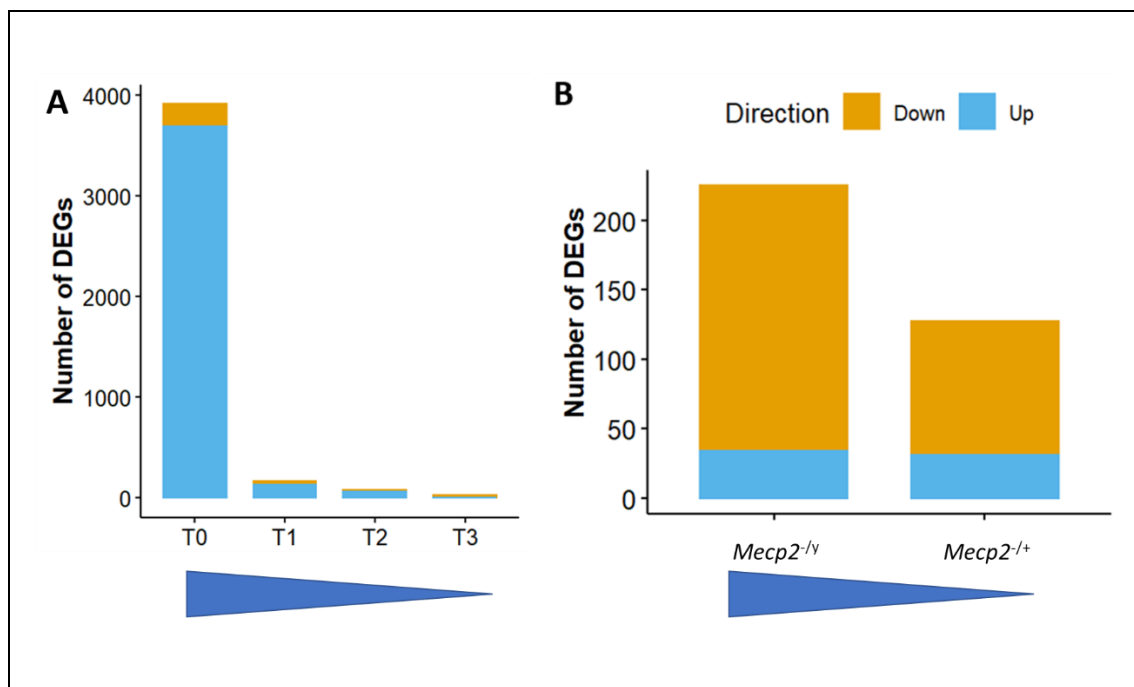 A
Number of DEGs
4000
3000
2000
1000
0
T0 T1 T2 T3
B
Direction Down Up
Number of DEGs
200
150
100
50
0
Mecp2⁻/ʸ Mecp2⁻/⁺